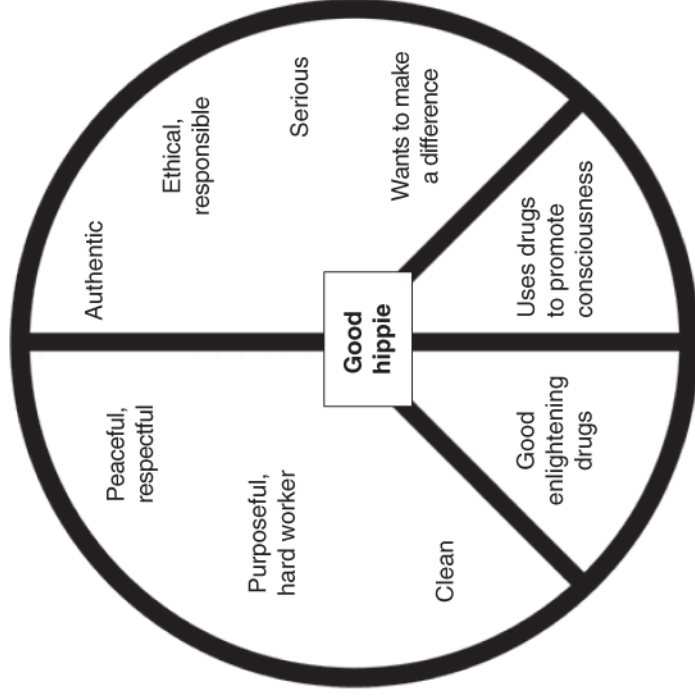 Authentic
Ethical,
responsible
Serious
Wants to make
a difference
Uses drugs
to promote
consciousness
Good
hippie
Peaceful,
respectful
Purposeful,
hard worker
Clean
Good
enlightening
drugs